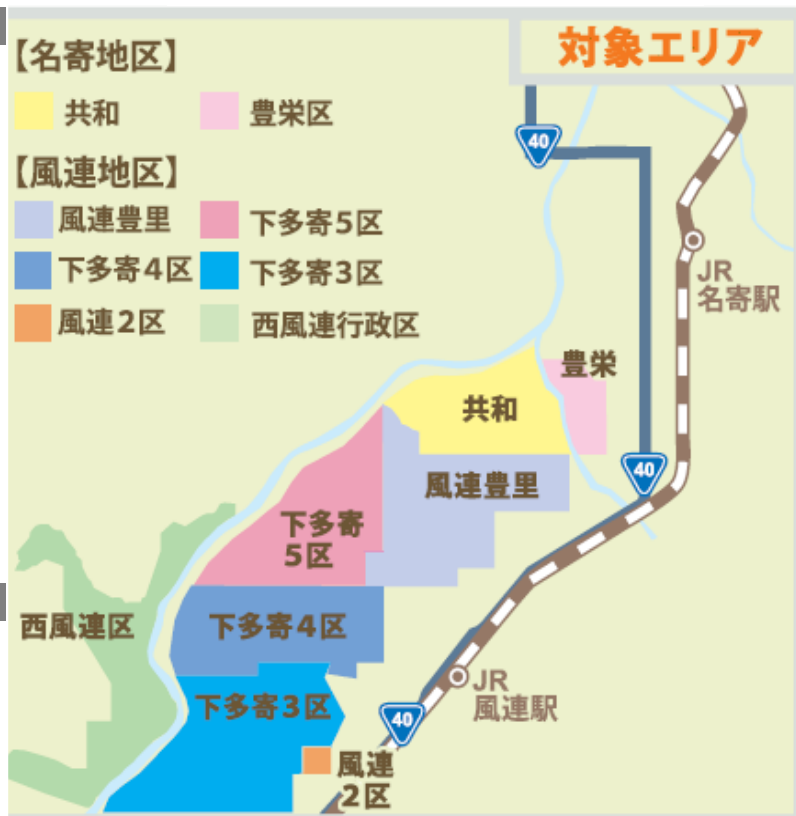 対象エリア
【名寄地区】
共和
豊栄区
【風連地区】
風連豊里
下多寄5区
下多寄4区
下多寄3区
風連2区
西風連行政区
40
JR
名寄駅
豊栄
共和
40
風連豊里
下多寄
5区
西風連区
下多寄4区
JR
風連駅
下多寄3区
40
風連
2区